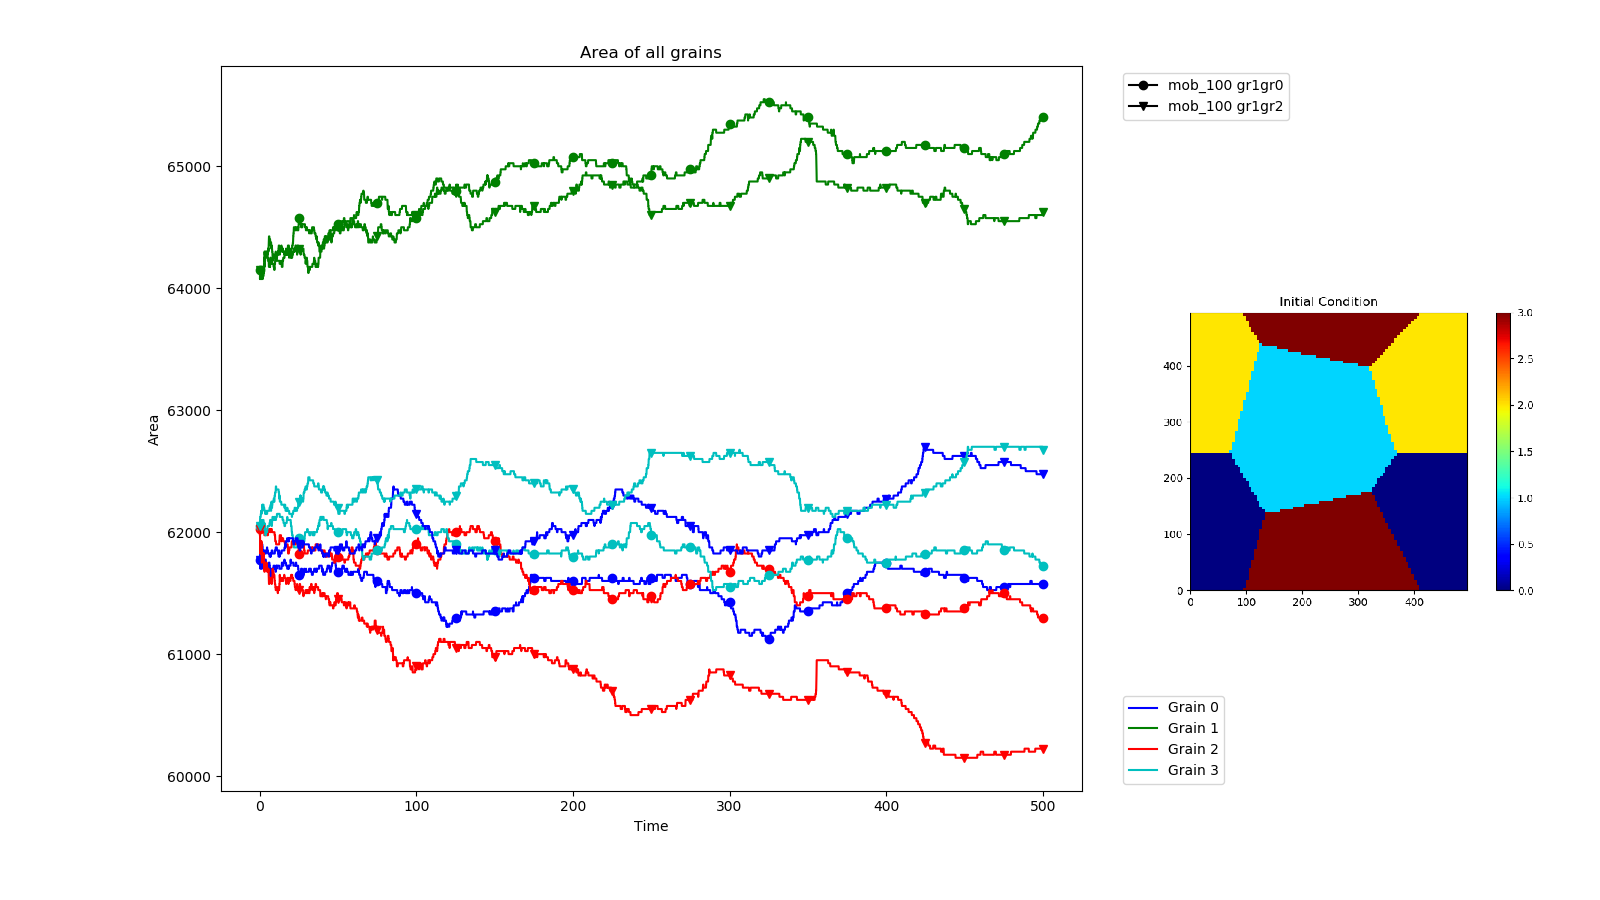 Area of all grains
mob_100 gr1gr0
mob_100 gr1gr2
65000
64000
63000
62000
61000
60000
Area
0 100 200 300 400 500
Time
Initial Condition
400
300
200
100
0
0 100 200 300 400
3.0
2.5
2.0
1.5
1.0
0.5
0.0
Grain 0
Grain 1
Grain 2
Grain 3